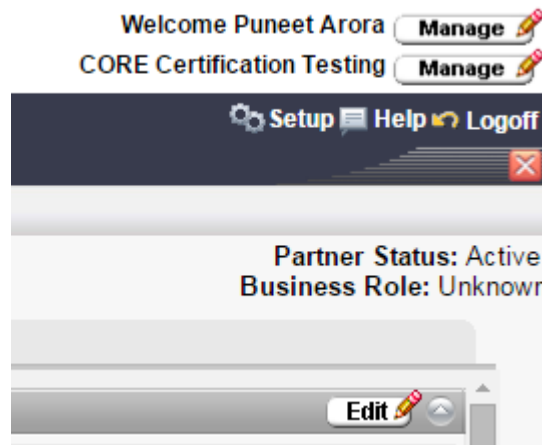 Welcome Puneet Arora Manage
CORE Certification Testing Manage
Setup Help Logoff
Partner Status: Active
Business Role: Unknown
Edit